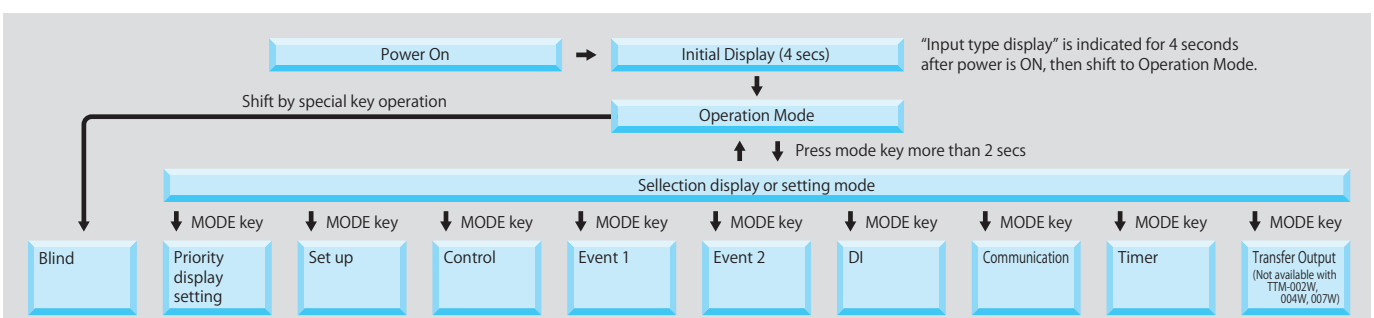 Power On
Initial Display (4 secs)
“Input type display” is indicated for 4 seconds
after power is ON, then shift to Operation Mode.
Shift by special key operation
Operation Mode
Press mode key more than 2 secs
Sellection display or setting mode
MODE key MODE key MODE key MODE key MODE key MODE key MODE key MODE key MODE key
Blind
Priority
display
setting
Set up
Control
Event 1
Event 2
DI
Communication
Timer
Transfer Output
(Not available with
TTM-002W,
004W, 007W)